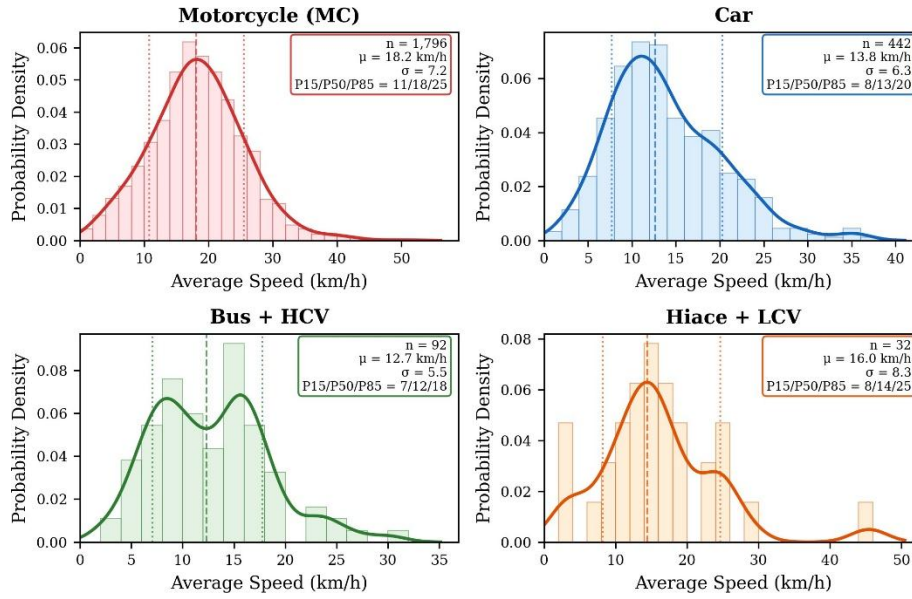 Motorcycle (MC)
Probability Density
0.06
0.05
0.04
0.03
0.02
0.01
0.00
n = 1,796
μ = 18.2 km/h
σ = 7.2
P15/P50/P85 = 11/18/25
0 10 20 30 40 50
Average Speed (km/h)
Car
Probability Density
0.06
0.04
0.02
0.00
n = 442
μ = 13.8 km/h
σ = 6.3
P15/P50/P85 = 8/13/20
0 5 10 15 20 25 30 35 40
Average Speed (km/h)
Bus + HCV
Probability Density
0.08
0.06
0.04
0.02
0.00
n = 92
μ = 12.7 km/h
σ = 5.5
P15/P50/P85 = 7/12/18
0 5 10 15 20 25 30 35
Average Speed (km/h)
Hiace + LCV
Probability Density
0.08
0.06
0.04
0.02
0.00
n = 32
μ = 16.0 km/h
σ = 8.3
P15/P50/P85 = 8/14/25
0 10 20 30 40 50
Average Speed (km/h)